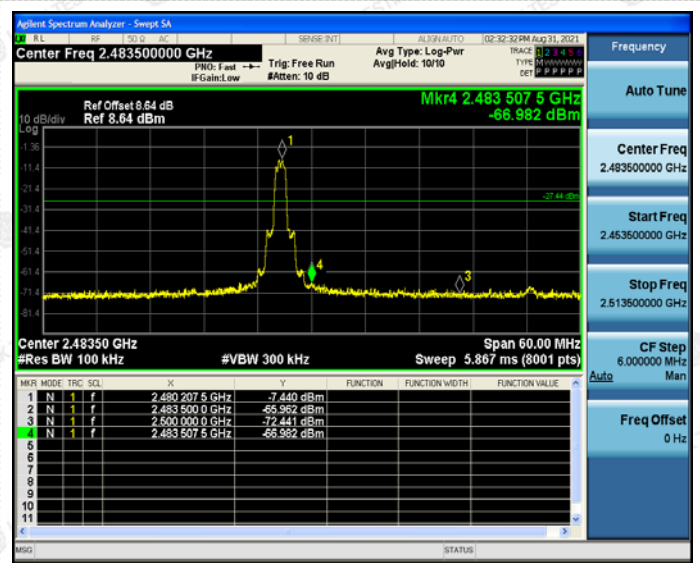 Agilent Spectrum Analyzer - Swept SA
RL RF 50 Ω AC SENSE:INT ALIGN AUTO 02:32:32 PM Aug 31, 2021
Center Freq 2.483500000 GHz
PNO: Fast
IFGain:Low
Trig: Free Run
#Atten: 10 dB
Avg Type: Log-Pwr
Avg|Hold: 10/10
TRACE 1 2 3 4 5 6
TYPE M W W W W W
DET P P P P P P
Frequency
Auto Tune
Center Freq
2.483500000 GHz
Start Freq
2.453500000 GHz
Stop Freq
2.513500000 GHz
CF Step
6.000000 MHz
Auto Man
Freq Offset
0 Hz
Mkr4 2.483 507 5 GHz
-66.982 dBm
Ref Offset 8.64 dB
10 dB/div Ref 8.64 dBm
Log
-1.36
-11.4
-21.4
-31.4
-41.4
-51.4
-61.4
-71.4
-81.4
1
-27.44 dBm
4
3
Center 2.48350 GHz Span 60.00 MHz
#Res BW 100 kHz #VBW 300 kHz Sweep 5.867 ms (8001 pts)
MKR MODE TRC SCL X Y FUNCTION FUNCTION WIDTH FUNCTION VALUE
1 N 1 f 2.480 207 5 GHz -7.440 dBm
2 N 1 f 2.483 500 0 GHz -65.962 dBm
3 N 1 f 2.500 000 0 GHz -72.441 dBm
4 N 1 f 2.483 507 5 GHz -66.982 dBm
5
6
7
8
9
10
11
MSG STATUS